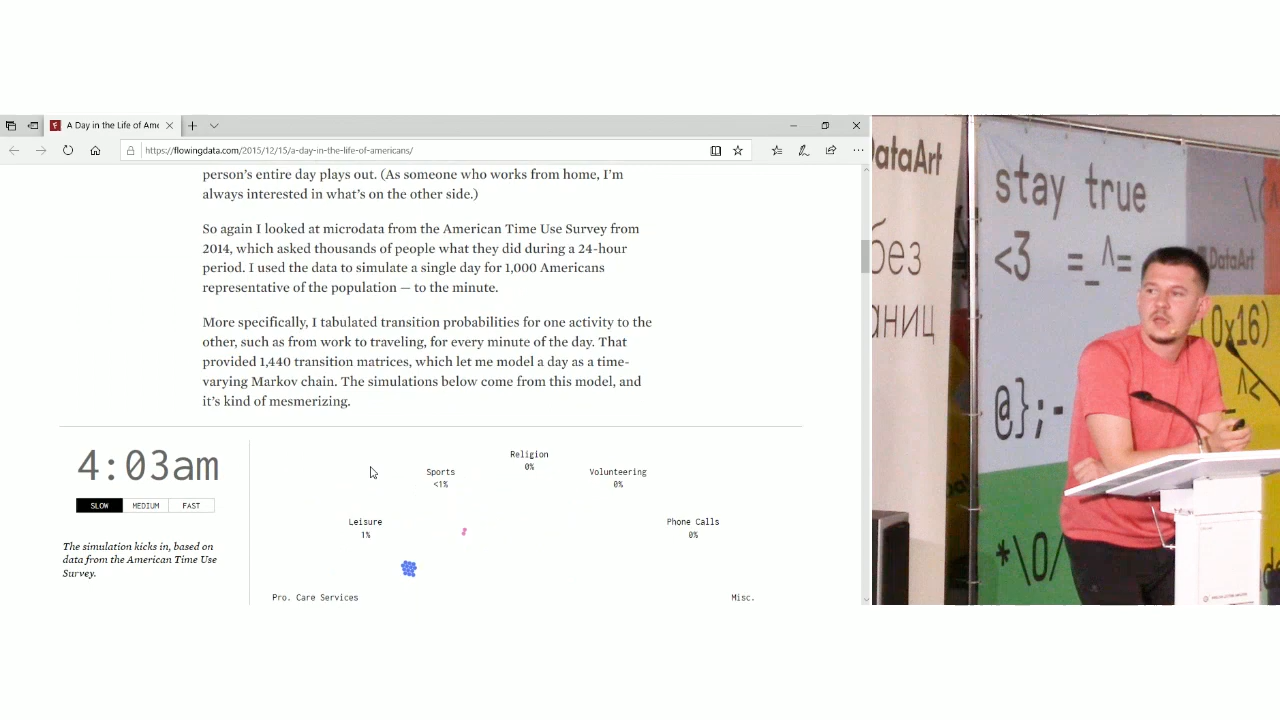 A Day in the Life of Ame
https://flowingdata.com/2015/12/15/a-day-in-the-life-of-americans/
person's entire day plays out. (As someone who works from home, I'm
always interested in what's on the other side.)
So again I looked at microdata from the American Time Use Survey from
2014, which asked thousands of people what they did during a 24-hour
period. I used the data to simulate a single day for 1,000 Americans
representative of the population — to the minute.
More specifically, I tabulated transition probabilities for one activity to the
other, such as from work to traveling, for every minute of the day. That
provided 1,440 transition matrices, which let me model a day as a time-
varying Markov chain. The simulations below come from this model, and
it's kind of mesmerizing.
4:03am
SLOW MEDIUM FAST
The simulation kicks in, based on
data from the American Time Use
Survey.
Religion
0%
Sports
<1%
Volunteering
0%
Leisure
1%
Phone Calls
0%
Pro. Care Services
Misc.
ataArt
без
аниц
stay true
<3 =_^=
DataArt
(0x16)
@};-
*\0/